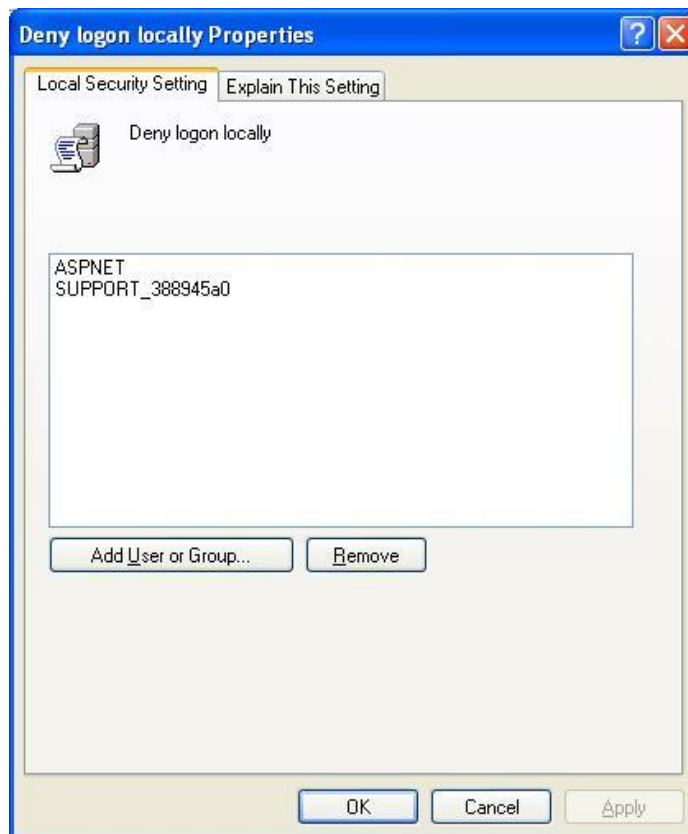 Deny logon locally Properties
Local Security Setting
Explain This Setting
Deny logon locally
ASPNET
SUPPORT_388945a0
Add User or Group...
Remove
OK
Cancel
Apply